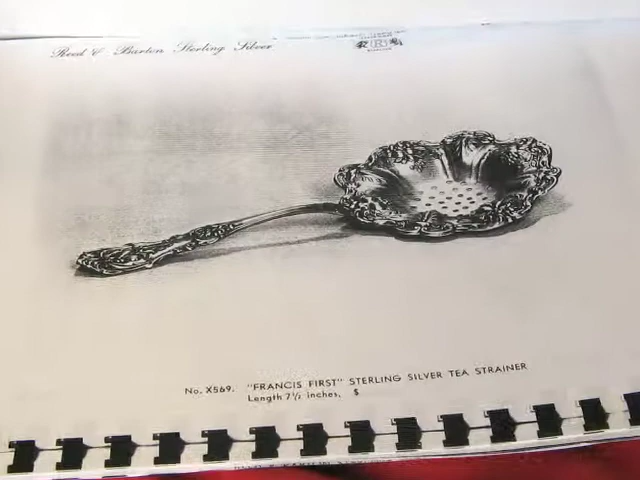 Reed & Barton Sterling Silver
No. X569. "FRANCIS FIRST" STERLING SILVER TEA STRAINER
Length 7½ inches. $